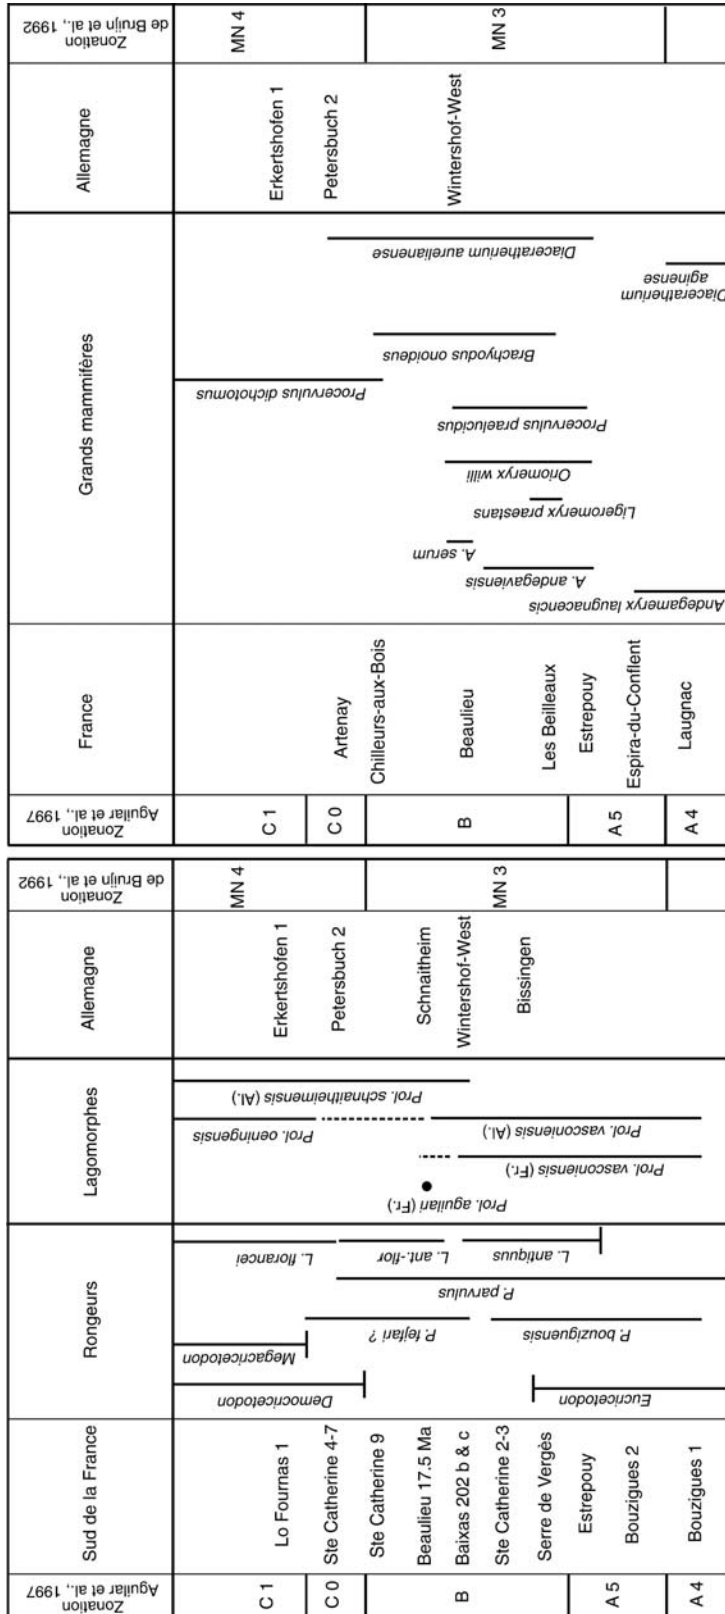 Zonation
Aguilar et al., 1997
Sud de la France
Rongeurs
Lagomorphes
Allemagne
Zonation
de Bruijn et al., 1992
C 1
C 0
B
A 5
A 4
Lo Fournas 1
Ste Catherine 4-7
Ste Catherine 9
Beaulieu 17.5 Ma
Baixas 202 b & c
Ste Catherine 2-3
Serre de Vergès
Estrepouy
Bouzigues 2
Bouzigues 1
Democricetodon
Eucricetodon
Megacricetodon
P. fejfari ?
P. bouziguensis
P. parvulus
L. florancei
L. ant.-flor
L. antiquus
Prol. aguilari (Fr.)
Prol. vasconiensis (Fr.)
Prol. oeningensis
Prol. vasconiensis (Al.)
Prol. schnaitheimensis (Al.)
Erkertshofen 1
Petersbuch 2
Schnaitheim
Wintershof-West
Bissingen
MN 4
MN 3
Zonation
Aguilar et al., 1997
France
Grands mammifères
Allemagne
Zonation
de Bruijn et al., 1992
C 1
C 0
B
A 5
A 4
Artenay
Chilleurs-aux-Bois
Beaulieu
Les Beilleaux
Estrepouy
Espira-du-Conflent
Laugnac
Andegameryx laugnacencis
A. andegaviensis
A. serum
Ligeromeryx praestans
Oriomeryx willi
Procervulus praelucidus
Procervulus dichotomus
Brachyodus onoideus
Diaceratherium aurelianense
Diaceratherium
aginense
Erkertshofen 1
Petersbuch 2
Wintershof-West
MN 4
MN 3